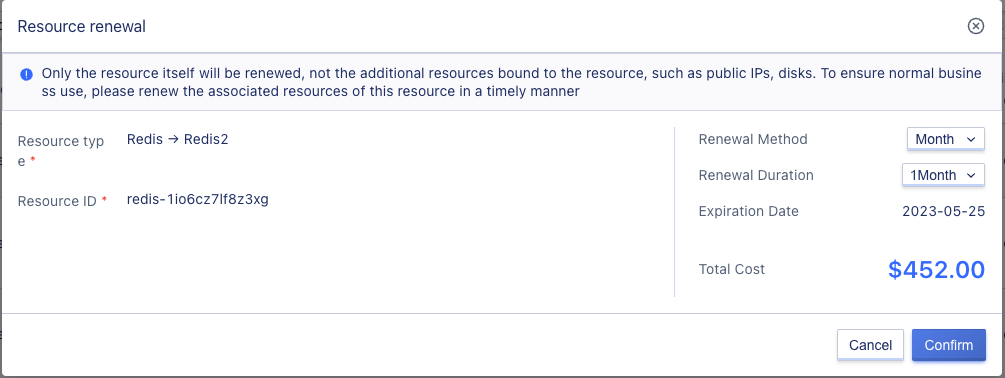 Resource renewal
Only the resource itself will be renewed, not the additional resources bound to the resource, such as public IPs, disks. To ensure normal busine
ss use, please renew the associated resources of this resource in a timely manner
Resource typ
e *
Redis → Redis2
Resource ID *
redis-1io6cz7lf8z3xg
Renewal Method
Month
Renewal Duration
1Month
Expiration Date
2023-05-25
Total Cost
$452.00
Cancel
Confirm